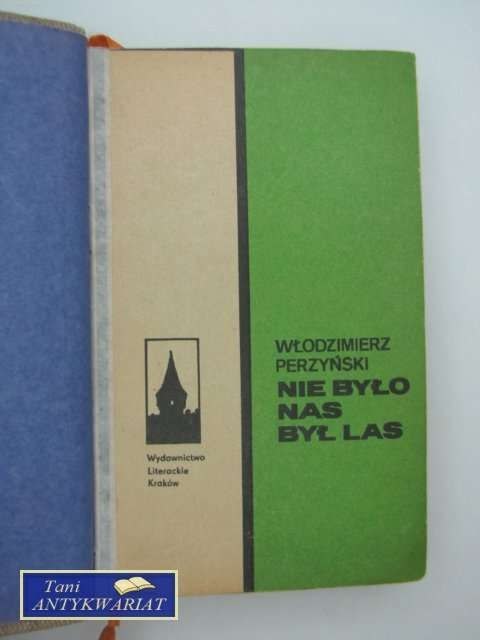 WŁODZIMIERZ
PERZYŃSKI
NIE BYŁO
NAS
BYŁ LAS
Wydawnictwo
Literackie
Kraków
Tani
ANTYKWARIAT